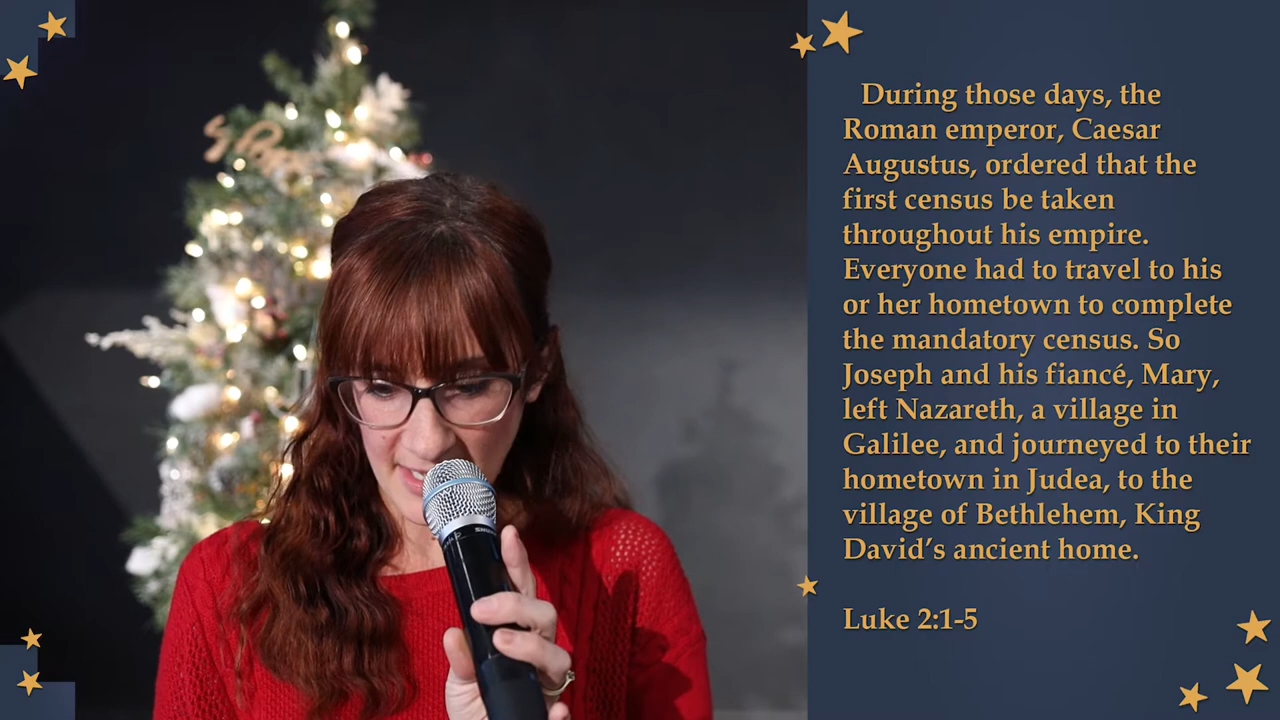 During those days, the
Roman emperor, Caesar
Augustus, ordered that the
first census be taken
throughout his empire.
Everyone had to travel to his
or her hometown to complete
the mandatory census. So
Joseph and his fiancé, Mary,
left Nazareth, a village in
Galilee, and journeyed to their
hometown in Judea, to the
village of Bethlehem, King
David’s ancient home.
Luke 2:1-5